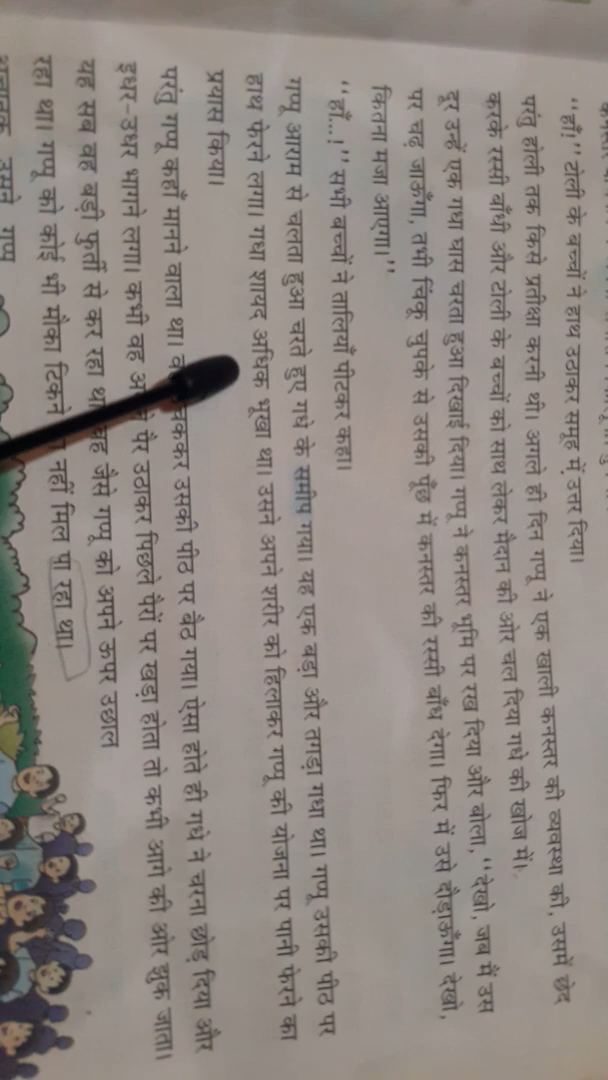 "हाँ!" टोली के बच्चों ने हाथ उठाकर समूह में उत्तर दिया।
परंतु होली तक किसे प्रतीक्षा करनी थी। अगले ही दिन गप्पू ने एक खाली कनस्तर की व्यवस्था की, उसमें छेद
करके रस्सी बाँधी और टोली के बच्चों को साथ लेकर मैदान की ओर चल दिया गधे की खोज में।
दूर उन्हें एक गधा घास चरता हुआ दिखाई दिया। गप्पू ने कनस्तर भूमि पर रख दिया और बोला, "देखो, जब मैं उस
पर चढ़ जाऊँगा, तभी चिकू चुपके से उसकी पूँछ में कनस्तर की रस्सी बाँध देगा। फिर मैं उसे दौड़ाऊँगा। देखो,
कितना मजा आएगा।"
"हाँ...!" सभी बच्चों ने तालियाँ पीटकर कहा।
गप्पू आराम से चलता हुआ चरते हुए गधे के समीप गया। यह एक बड़ा और तगड़ा गधा था। गप्पू उसकी पीठ पर
हाथ फेरने लगा। गधा शायद अधिक भूखा था। उसने अपने शरीर को हिलाकर गप्पू की योजना पर पानी फेरने का
प्रयास किया।
परंतु गप्पू कहाँ मानने वाला था। उसकी पीठ पर बैठ गया। ऐसा होते ही गधे ने चरना छोड़ दिया और
इधर-उधर भागने लगा। कभी वह पैर उठाकर पिछले पैरों पर खड़ा होता तो कभी आगे की ओर झुक जाता।
यह सब वह बड़ी फुर्ती से कर रहा जैसे गप्पू को अपने ऊपर उछाल
रहा था। गप्पू को कोई भी मौका टिकने नहीं मिल पा रहा था।
उसने गप्पू